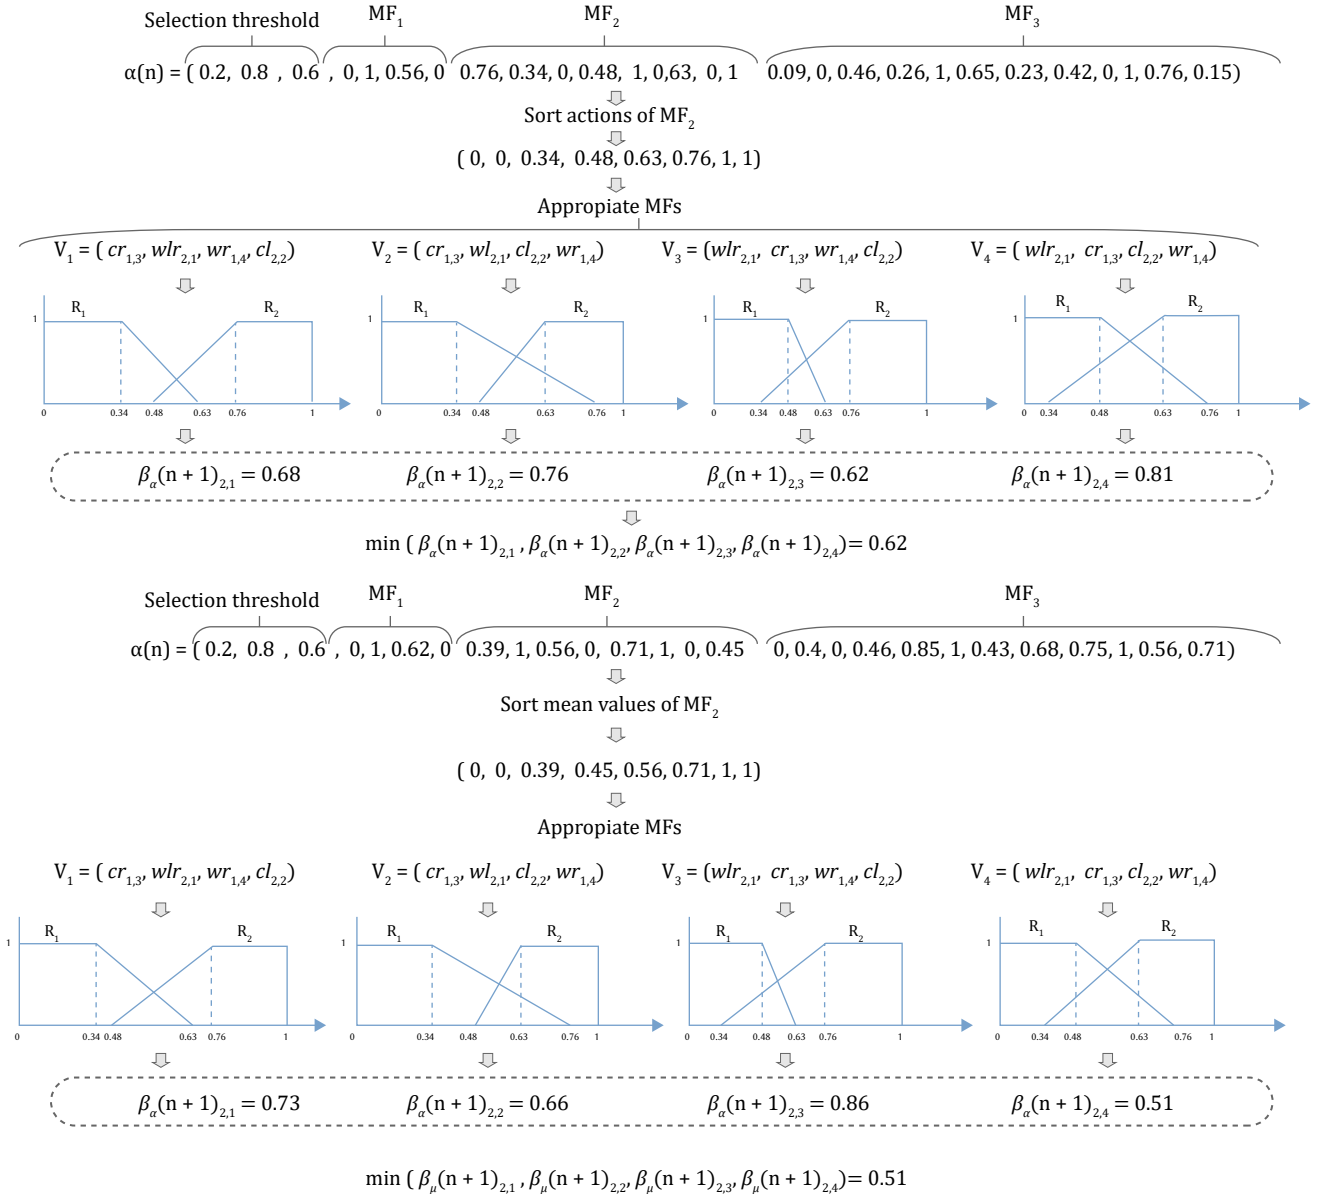 Selection threshold MF1 MF2 MF3
α(n) = ( 0.2, 0.8 , 0.6 , 0, 1, 0.56, 0 0.76, 0.34, 0, 0.48, 1, 0,63, 0, 1 0.09, 0, 0.46, 0.26, 1, 0.65, 0.23, 0.42, 0, 1, 0.76, 0.15)
Sort actions of MF2
( 0, 0, 0.34, 0.48, 0.63, 0.76, 1, 1)
Appropiate MFs
V1 = ( cr1,3, wlr2,1, wr1,4, cl2,2) V2 = ( cr1,3, wl2,1, cl2,2, wr1,4) V3 = (wlr2,1, cr1,3, wr1,4, cl2,2) V4 = ( wlr2,1, cr1,3, cl2,2, wr1,4)
R1 R2 R1 R2 R1 R2 R1 R2
1 1 1 1
0 0.34 0.48 0.63 0.76 1 0 0.34 0.48 0.63 0.76 1 0 0.34 0.48 0.63 0.76 1 0 0.34 0.48 0.63 0.76 1
βα(n + 1)2,1 = 0.68 βα(n + 1)2,2 = 0.76 βα(n + 1)2,3 = 0.62 βα(n + 1)2,4 = 0.81
min ( βα(n + 1)2,1 , βα(n + 1)2,2, βα(n + 1)2,3, βα(n + 1)2,4)= 0.62
Selection threshold MF1 MF2 MF3
α(n) = ( 0.2, 0.8 , 0.6 , 0, 1, 0.62, 0 0.39, 1, 0.56, 0, 0.71, 1, 0, 0.45 0, 0.4, 0, 0.46, 0.85, 1, 0.43, 0.68, 0.75, 1, 0.56, 0.71)
Sort mean values of MF2
( 0, 0, 0.39, 0.45, 0.56, 0.71, 1, 1)
Appropiate MFs
V1 = ( cr1,3, wlr2,1, wr1,4, cl2,2) V2 = ( cr1,3, wl2,1, cl2,2, wr1,4) V3 = (wlr2,1, cr1,3, wr1,4, cl2,2) V4 = ( wlr2,1, cr1,3, cl2,2, wr1,4)
R1 R2 R1 R2 R1 R2 R1 R2
1 1 1 1
0 0.34 0.48 0.63 0.76 1 0 0.34 0.48 0.63 0.76 1 0 0.34 0.48 0.63 0.76 1 0 0.34 0.48 0.63 0.76 1
βα(n + 1)2,1 = 0.73 βα(n + 1)2,2 = 0.66 βα(n + 1)2,3 = 0.86 βα(n + 1)2,4 = 0.51
min ( βμ(n + 1)2,1 , βμ(n + 1)2,2, βμ(n + 1)2,3, βμ(n + 1)2,4)= 0.51